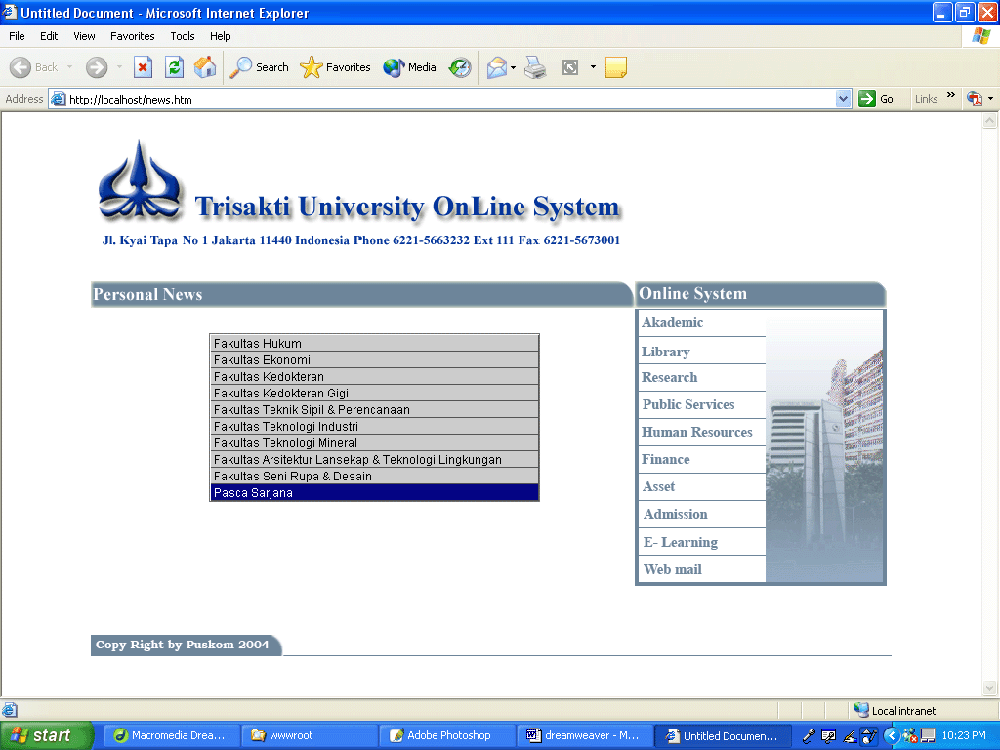 Untitled Document - Microsoft Internet Explorer
File Edit View Favorites Tools Help
Back Search Favorites Media
Address http://localhost/news.htm Go Links »
Trisakti University OnLine System
Jl. Kyai Tapa No 1 Jakarta 11440 Indonesia Phone 6221-5663232 Ext 111 Fax 6221-5673001
Personal News
Fakultas Hukum
Fakultas Ekonomi
Fakultas Kedokteran
Fakultas Kedokteran Gigi
Fakultas Teknik Sipil & Perencanaan
Fakultas Teknologi Industri
Fakultas Teknologi Mineral
Fakultas Arsitektur Lansekap & Teknologi Lingkungan
Fakultas Seni Rupa & Desain
Pasca Sarjana
Online System
Akademic
Library
Research
Public Services
Human Resources
Finance
Asset
Admission
E- Learning
Web mail
Copy Right by Puskom 2004
Local intranet
start Macromedia Drea... wwwroot Adobe Photoshop dreamweaver - M... Untitled Documen... 10:23 PM